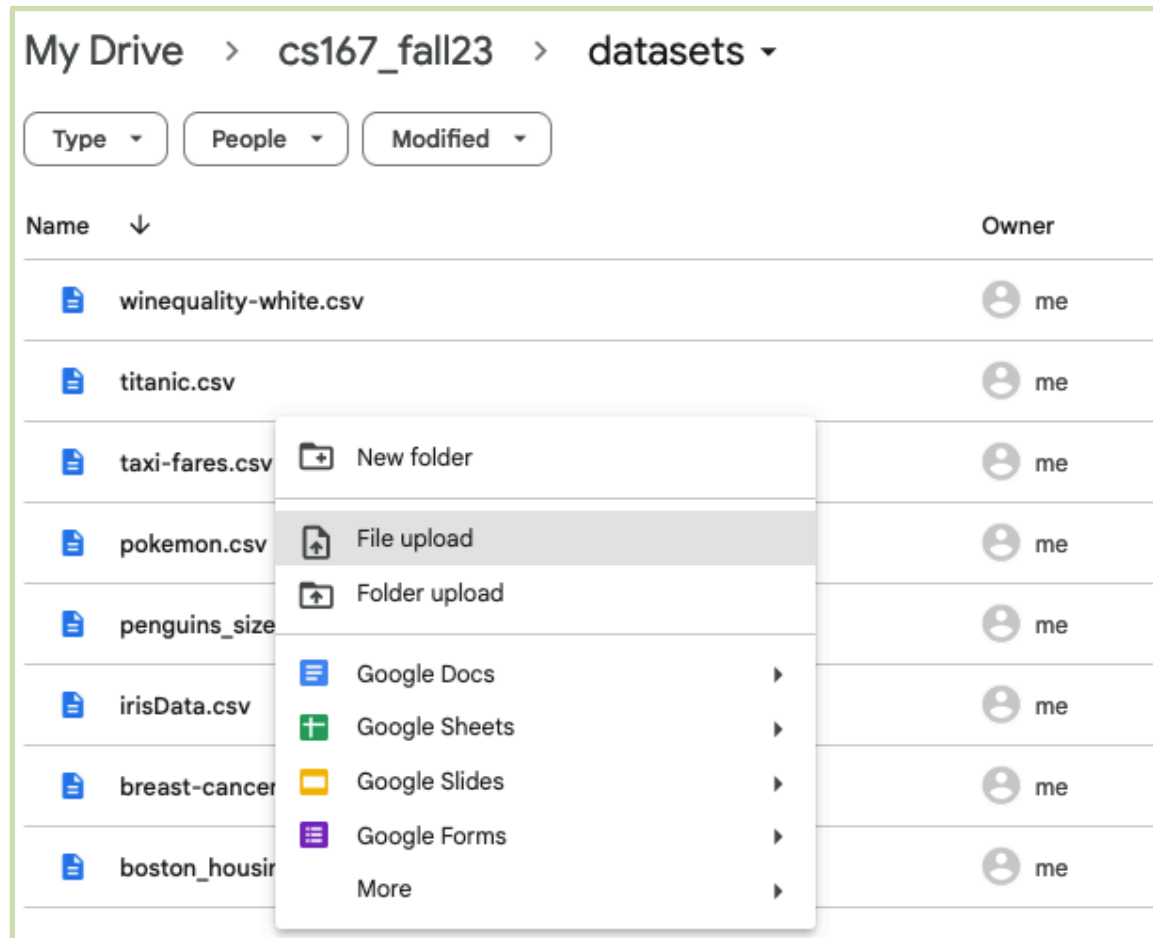 My Drive > cs167_fall23 > datasets
Type People Modified
Name Owner
winequality-white.csv me
titanic.csv me
taxi-fares.csv me
pokemon.csv me
penguins_size me
irisData.csv me
breast-cancer me
boston_housin me
New folder
File upload
Folder upload
Google Docs
Google Sheets
Google Slides
Google Forms
More